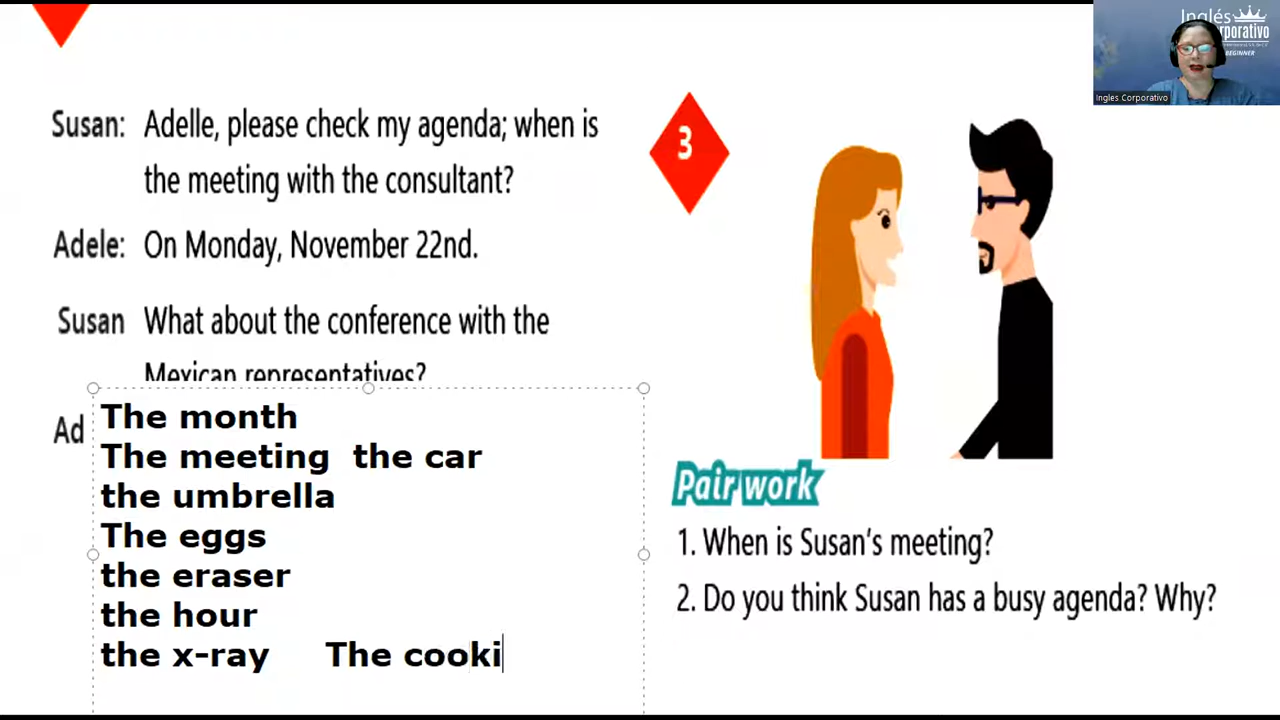 Inglés
Corporativo
BEGINNER
Ingles Corporativo
Susan: Adelle, please check my agenda; when is
the meeting with the consultant?
Adele: On Monday, November 22nd.
Susan What about the conference with the
Mexican representatives?
Ad
The month
The meeting the car
the umbrella
The eggs
the eraser
the hour
the x-ray The cooki
3
Pair work
1. When is Susan's meeting?
2. Do you think Susan has a busy agenda? Why?